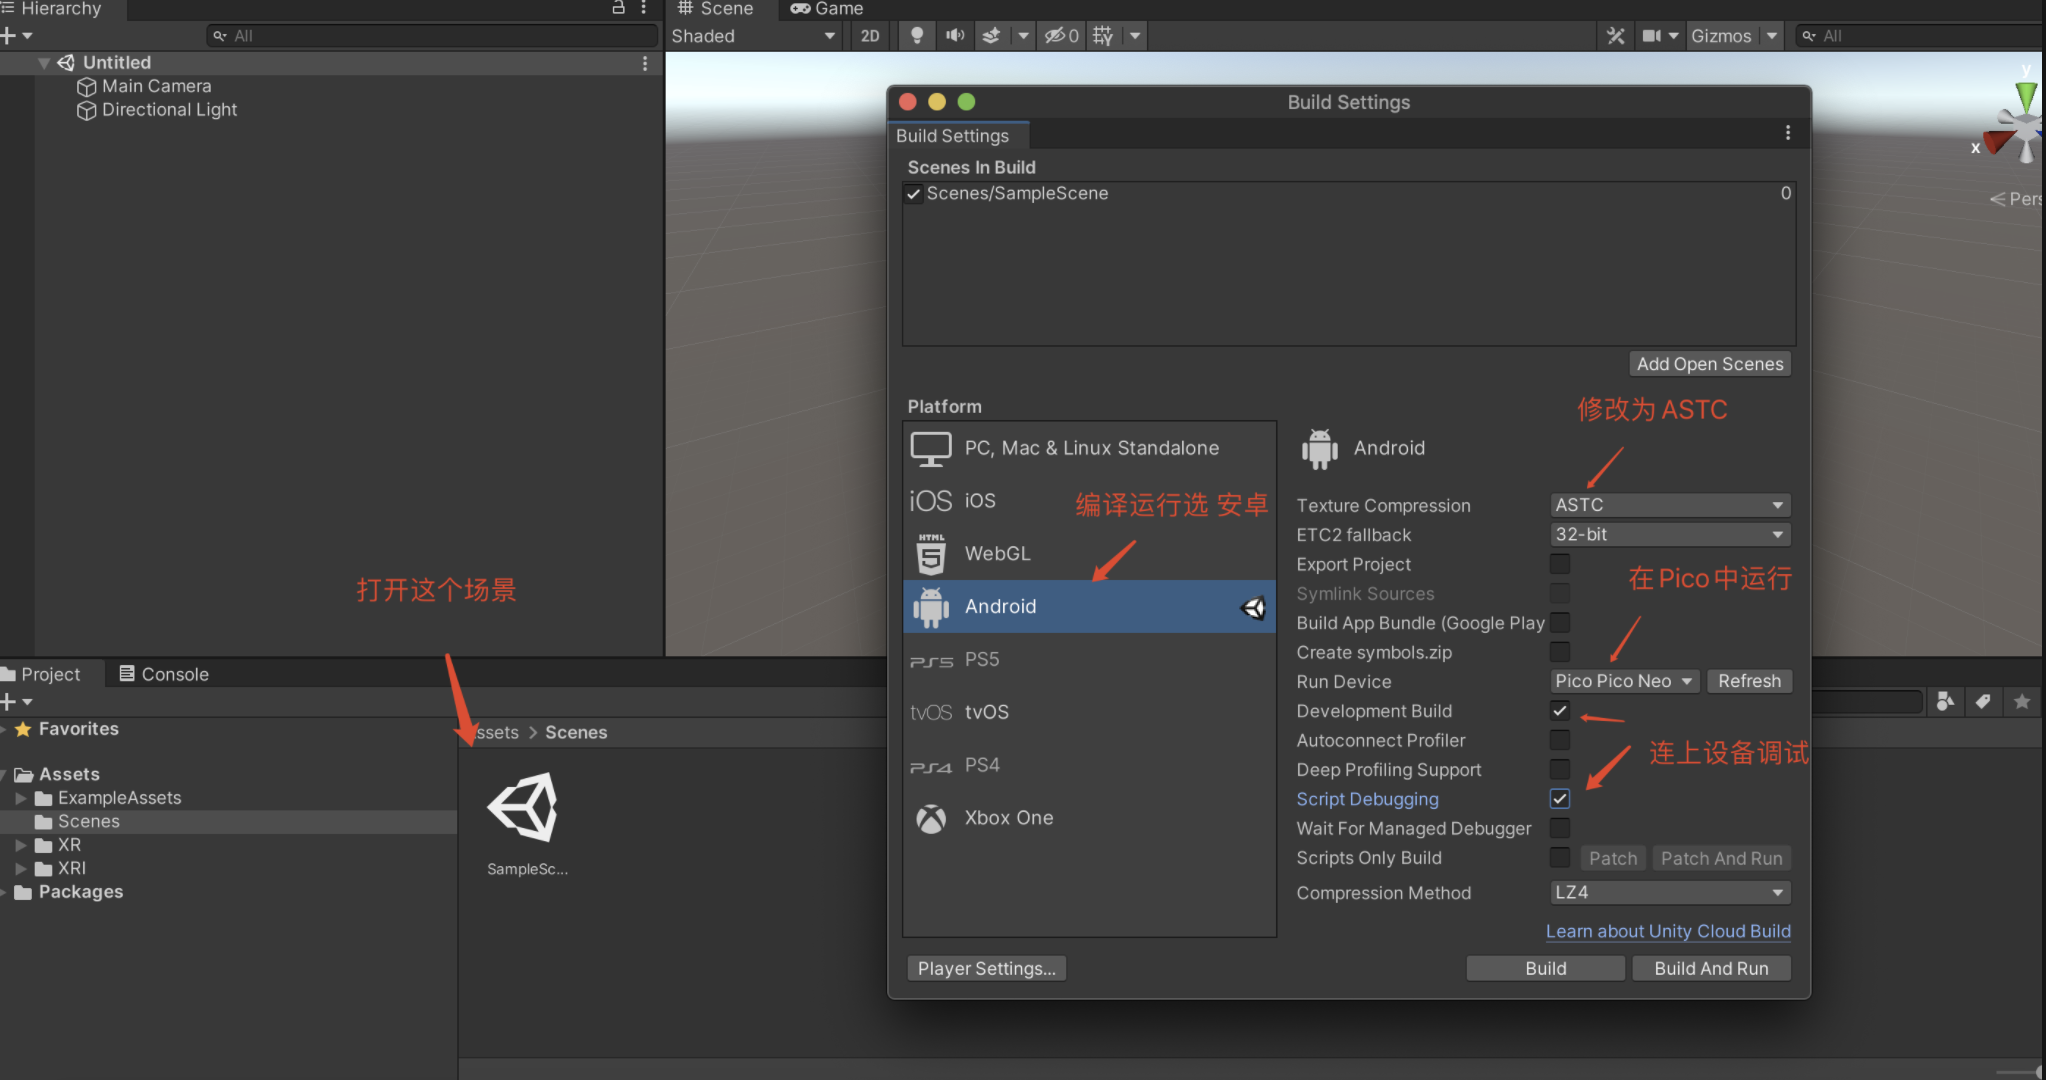 Hierarchy
All
Untitled
Main Camera
Directional Light
Scene
Game
Shaded
2D
0
Gizmos
All
y
x
Pers
Build Settings
Build Settings
Scenes In Build
Scenes/SampleScene
0
Add Open Scenes
Platform
PC, Mac & Linux Standalone
iOS iOS
编译运行选 安卓
HTML
5
WebGL
Android
PS5 PS5
tvOS tvOS
PS4 PS4
Xbox One
修改为 ASTC
Android
Texture Compression ASTC
ETC2 fallback 32-bit
Export Project
在 Pico 中运行
Symlink Sources
Build App Bundle (Google Play
Create symbols.zip
Run Device Pico Pico Neo Refresh
Development Build
Autoconnect Profiler
连上设备调试
Deep Profiling Support
Script Debugging
Wait For Managed Debugger
Scripts Only Build Patch Patch And Run
Compression Method LZ4
Learn about Unity Cloud Build
Player Settings...
Build
Build And Run
打开这个场景
Project
Console
Favorites
Assets
ExampleAssets
Scenes
XR
XRI
Packages
ssets > Scenes
SampleSc...